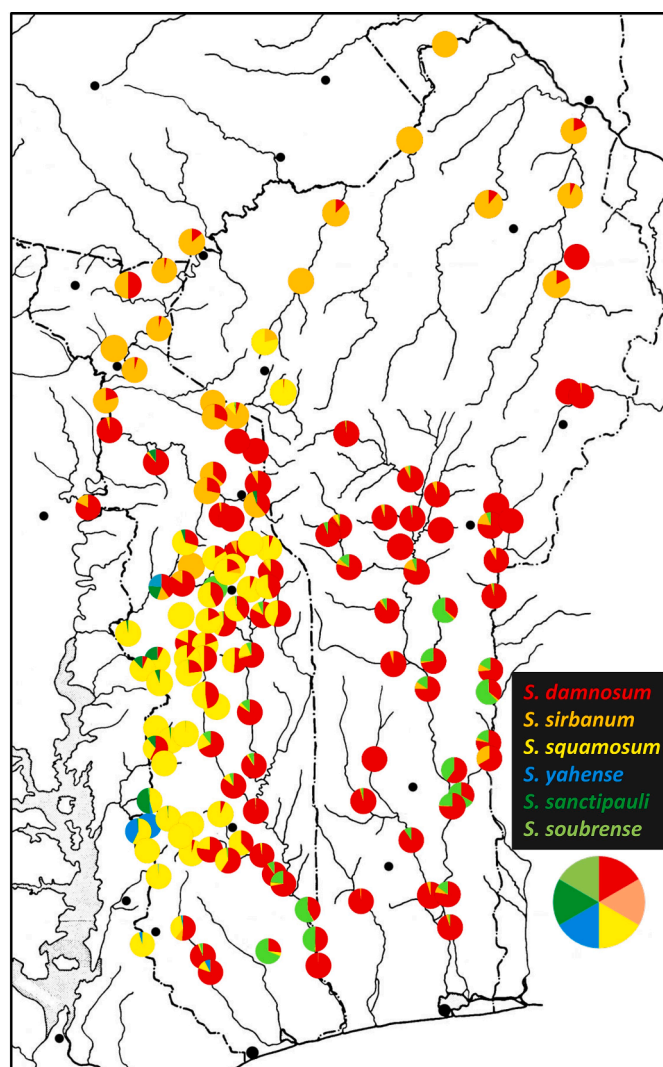 S. damnosum
S. sirbanum
S. squamosum
S. yahense
S. sanctipauli
S. soubrense